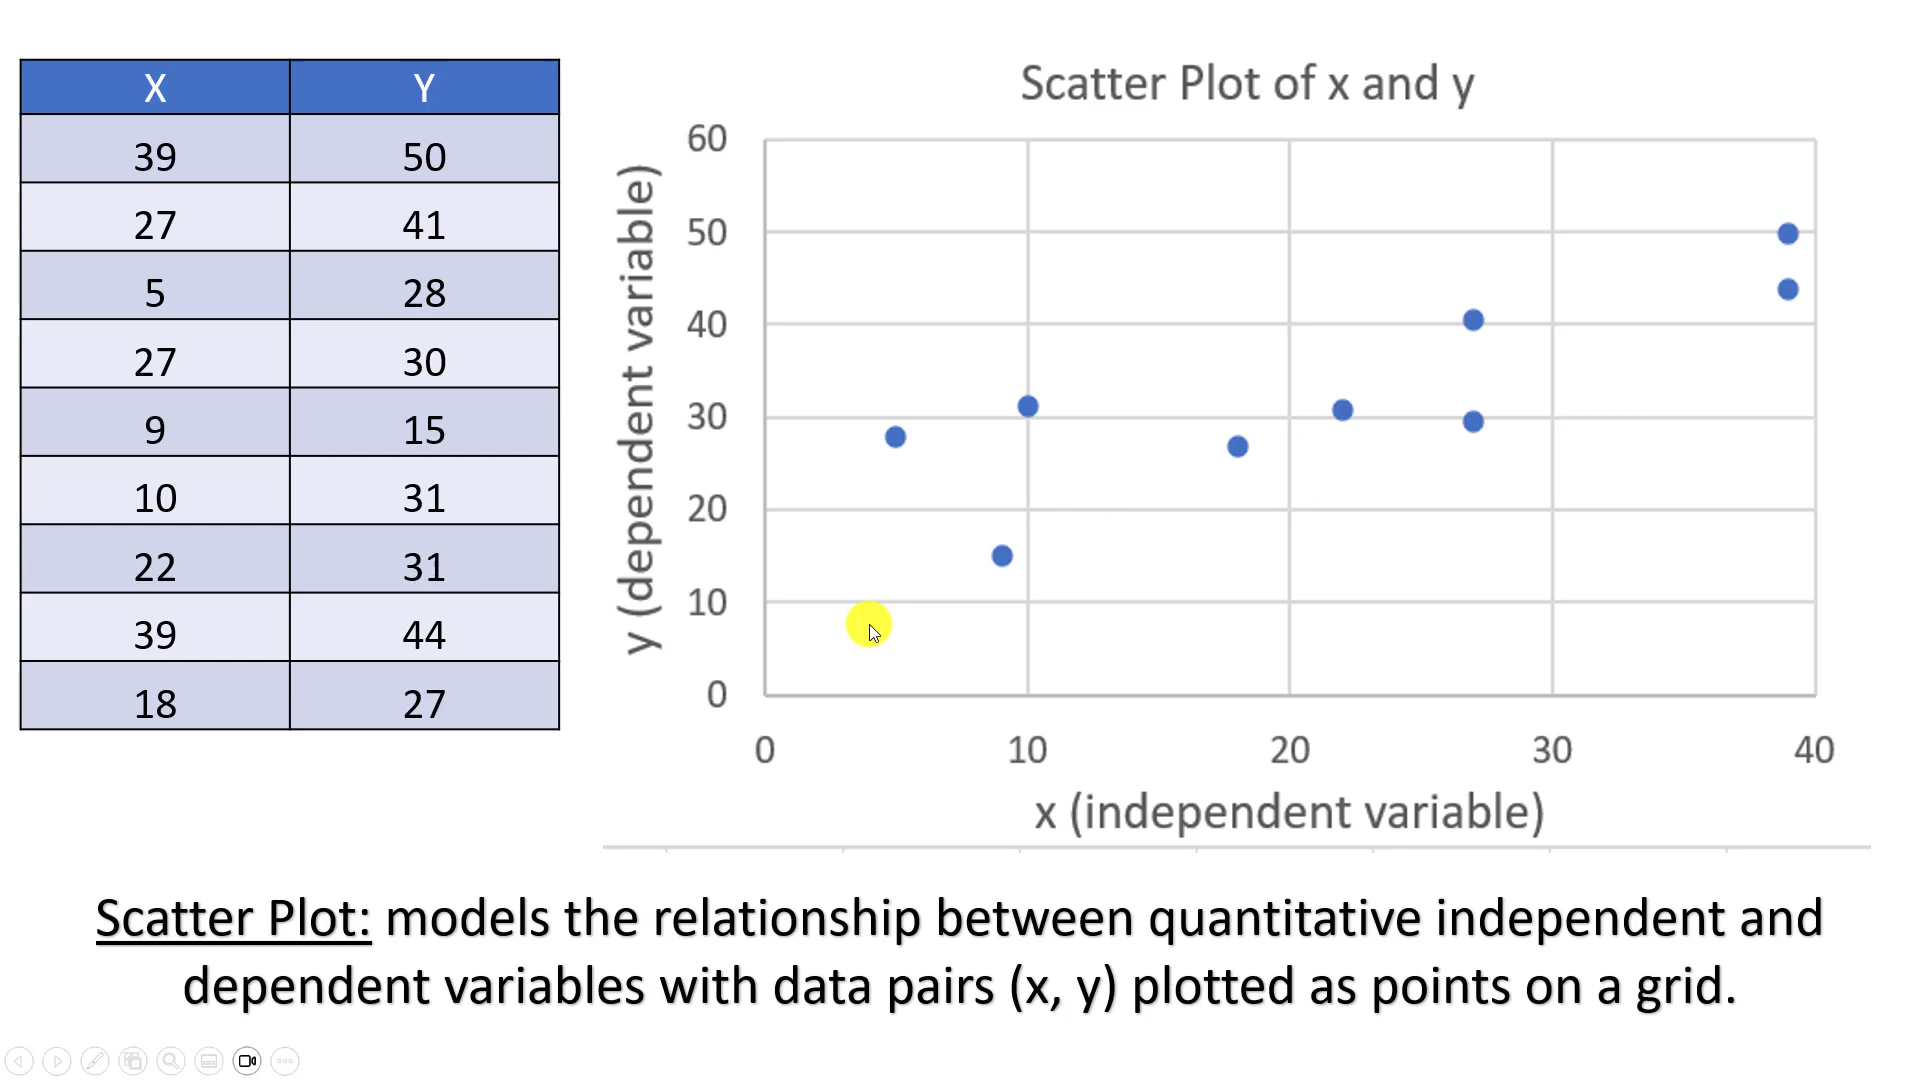 X Y
39 50
27 41
5 28
27 30
9 15
10 31
22 31
39 44
18 27
Scatter Plot of x and y
y (dependent variable)
60
50
40
30
20
10
0
0 10 20 30 40
x (independent variable)
Scatter Plot: models the relationship between quantitative independent and
dependent variables with data pairs (x, y) plotted as points on a grid.